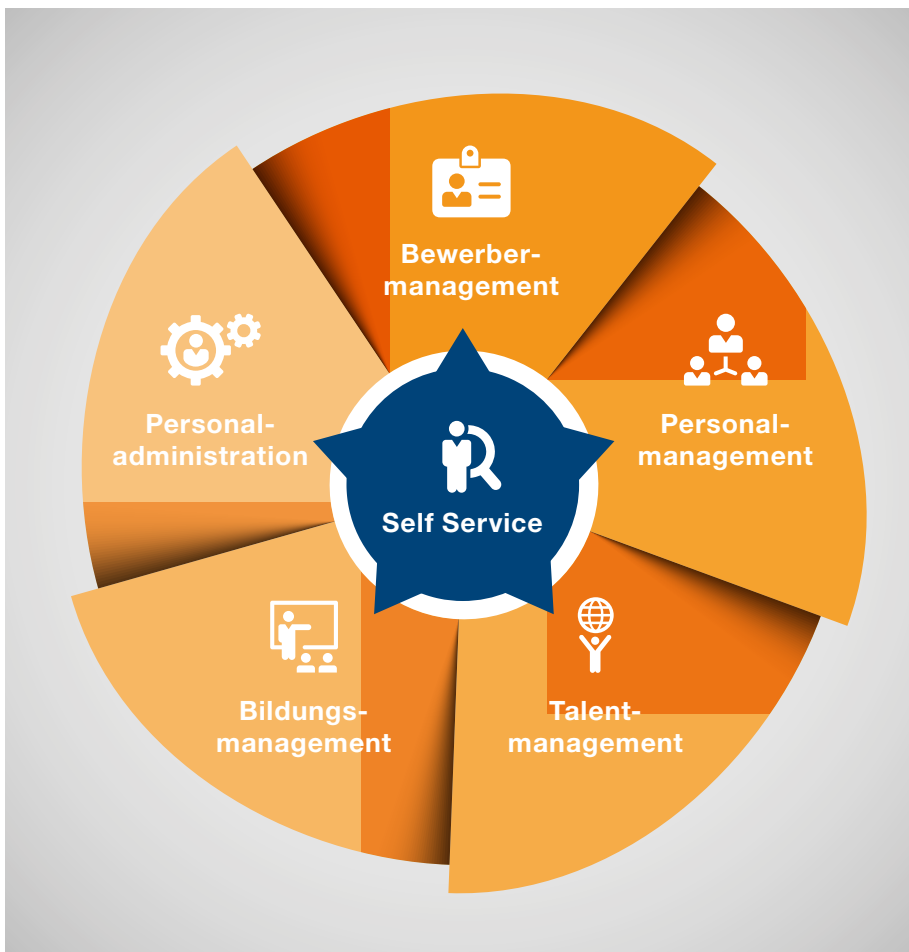 Bewerber-
management
Personal-
management
Talent-
management
Bildungs-
management
Personal-
administration
Self Service